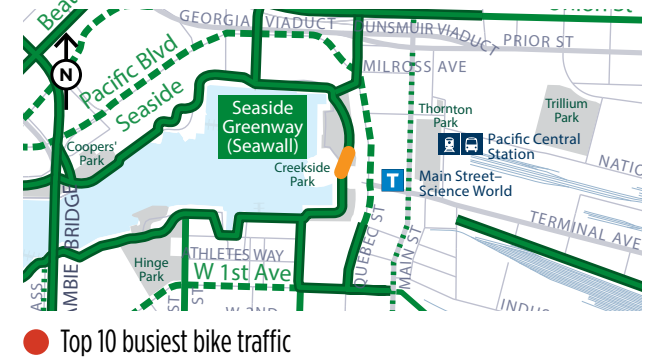 GEORGIA VIADUCT
DUNSMUIR VIADUCT
PRIOR ST
Pacific Blvd
MILROSS AVE
N
Seaside
Seaside
Greenway
(Seawall)
Thornton
Park
Trillium
Park
Coopers'
Park
Creekside
Park
Pacific Central
Station
T
Main Street–
Science World
TERMINAL AVE
QUEBEC ST
MAIN ST
Hinge
Park
ATHLETES WAY
W 1st Ave
ST
ST
Top 10 busiest bike traffic